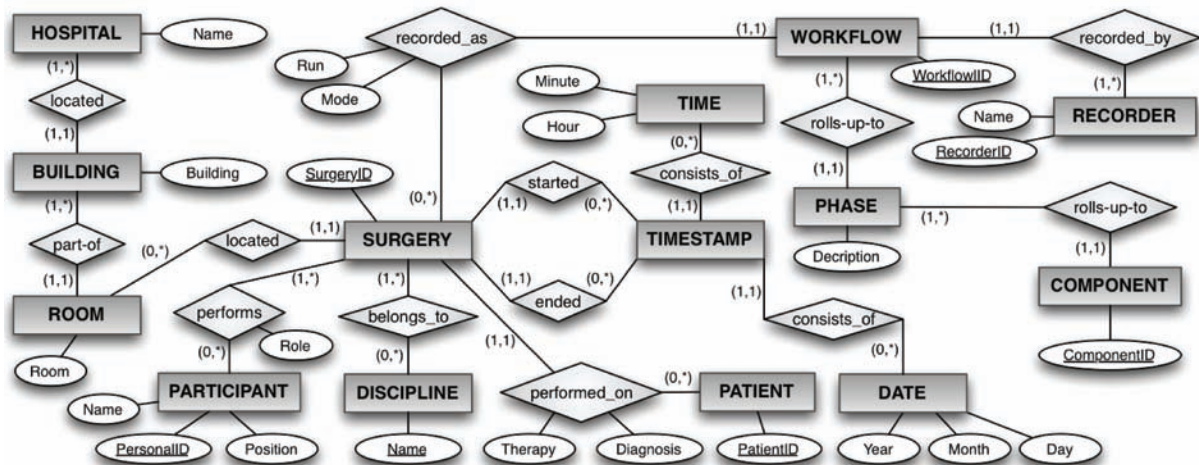 HOSPITAL
Name
(1,*)
located
(1,1)
BUILDING
Building
(1,*)
part-of
(1,1)
ROOM
Room
(0,*)
located
(1,1)
recorded_as
Run
Mode
(1,1)
(0,*)
SurgeryID
SURGERY
(1,*)
performs
Role
(0,*)
PARTICIPANT
Name
PersonalID
Position
(1,*)
belongs_to
(0,*)
DISCIPLINE
Name
(1,1)
performed_on
Therapy
Diagnosis
(0,*)
PATIENT
PatientID
started
(1,1)
(0,*)
(1,1)
(0,*)
ended
Minute
TIME
Hour
(0,*)
consists_of
(1,1)
TIMESTAMP
(1,1)
consists_of
(0,*)
DATE
Year
Month
Day
WORKFLOW
WorkflIID
(1,1)
recorded_by
(1,*)
RECORDER
Name
RecorderID
(1,*)
rolls-up-to
(1,1)
PHASE
Decription
(1,*)
rolls-up-to
(1,1)
COMPONENT
ComponentID